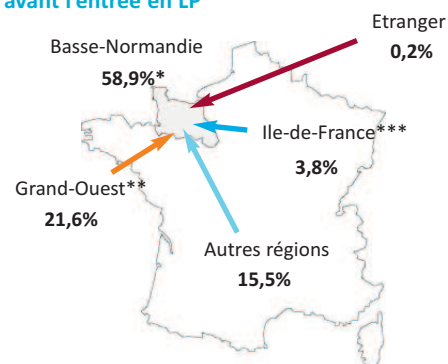 avant l'entrée en LP
Etranger
0,2%
Basse-Normandie
58,9%*
Ile-de-France***
3,8%
Grand-Ouest**
21,6%
Autres régions
15,5%